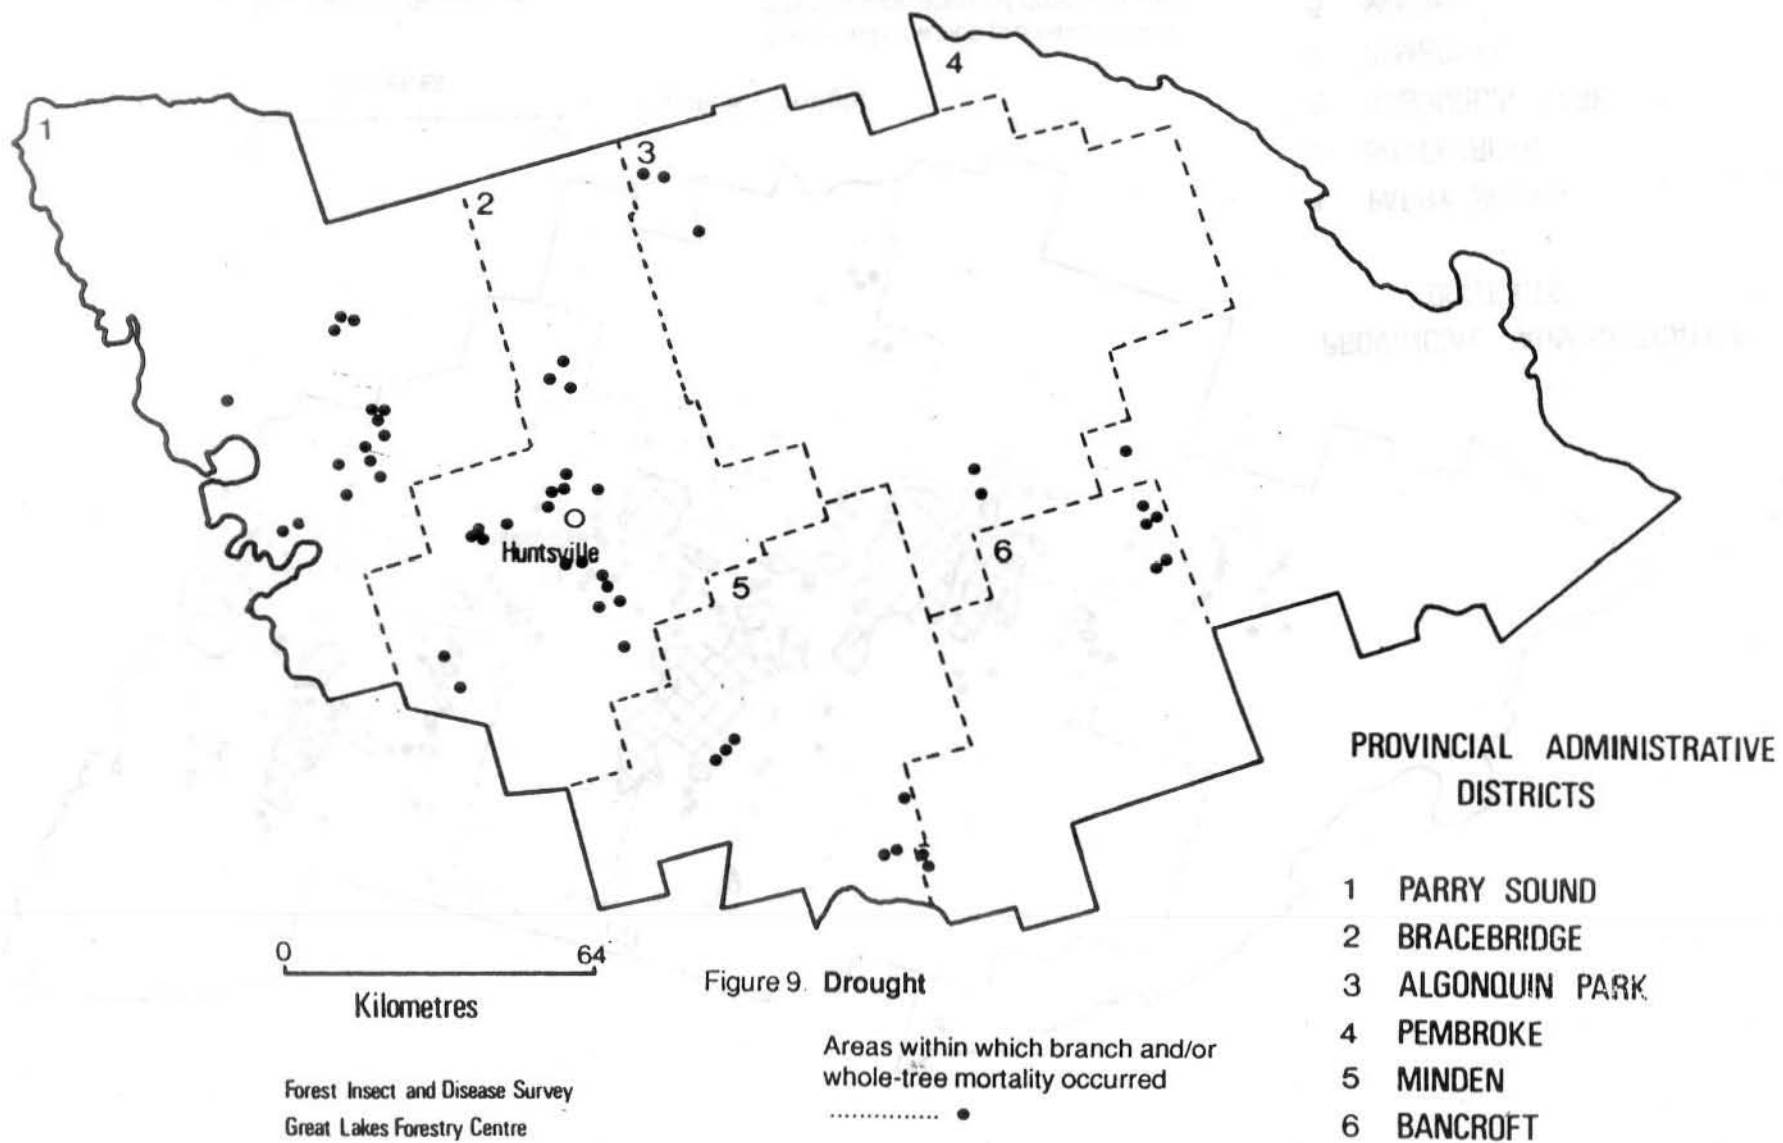 1
2
3
4
5
6
Huntsville
0 64
Kilometres
Forest Insect and Disease Survey
Great Lakes Forestry Centre
Figure 9. Drought
Areas within which branch and/or
whole-tree mortality occurred
............... ●
PROVINCIAL ADMINISTRATIVE
DISTRICTS
1 PARRY SOUND
2 BRACEBRIDGE
3 ALGONQUIN PARK
4 PEMBROKE
5 MINDEN
6 BANCROFT